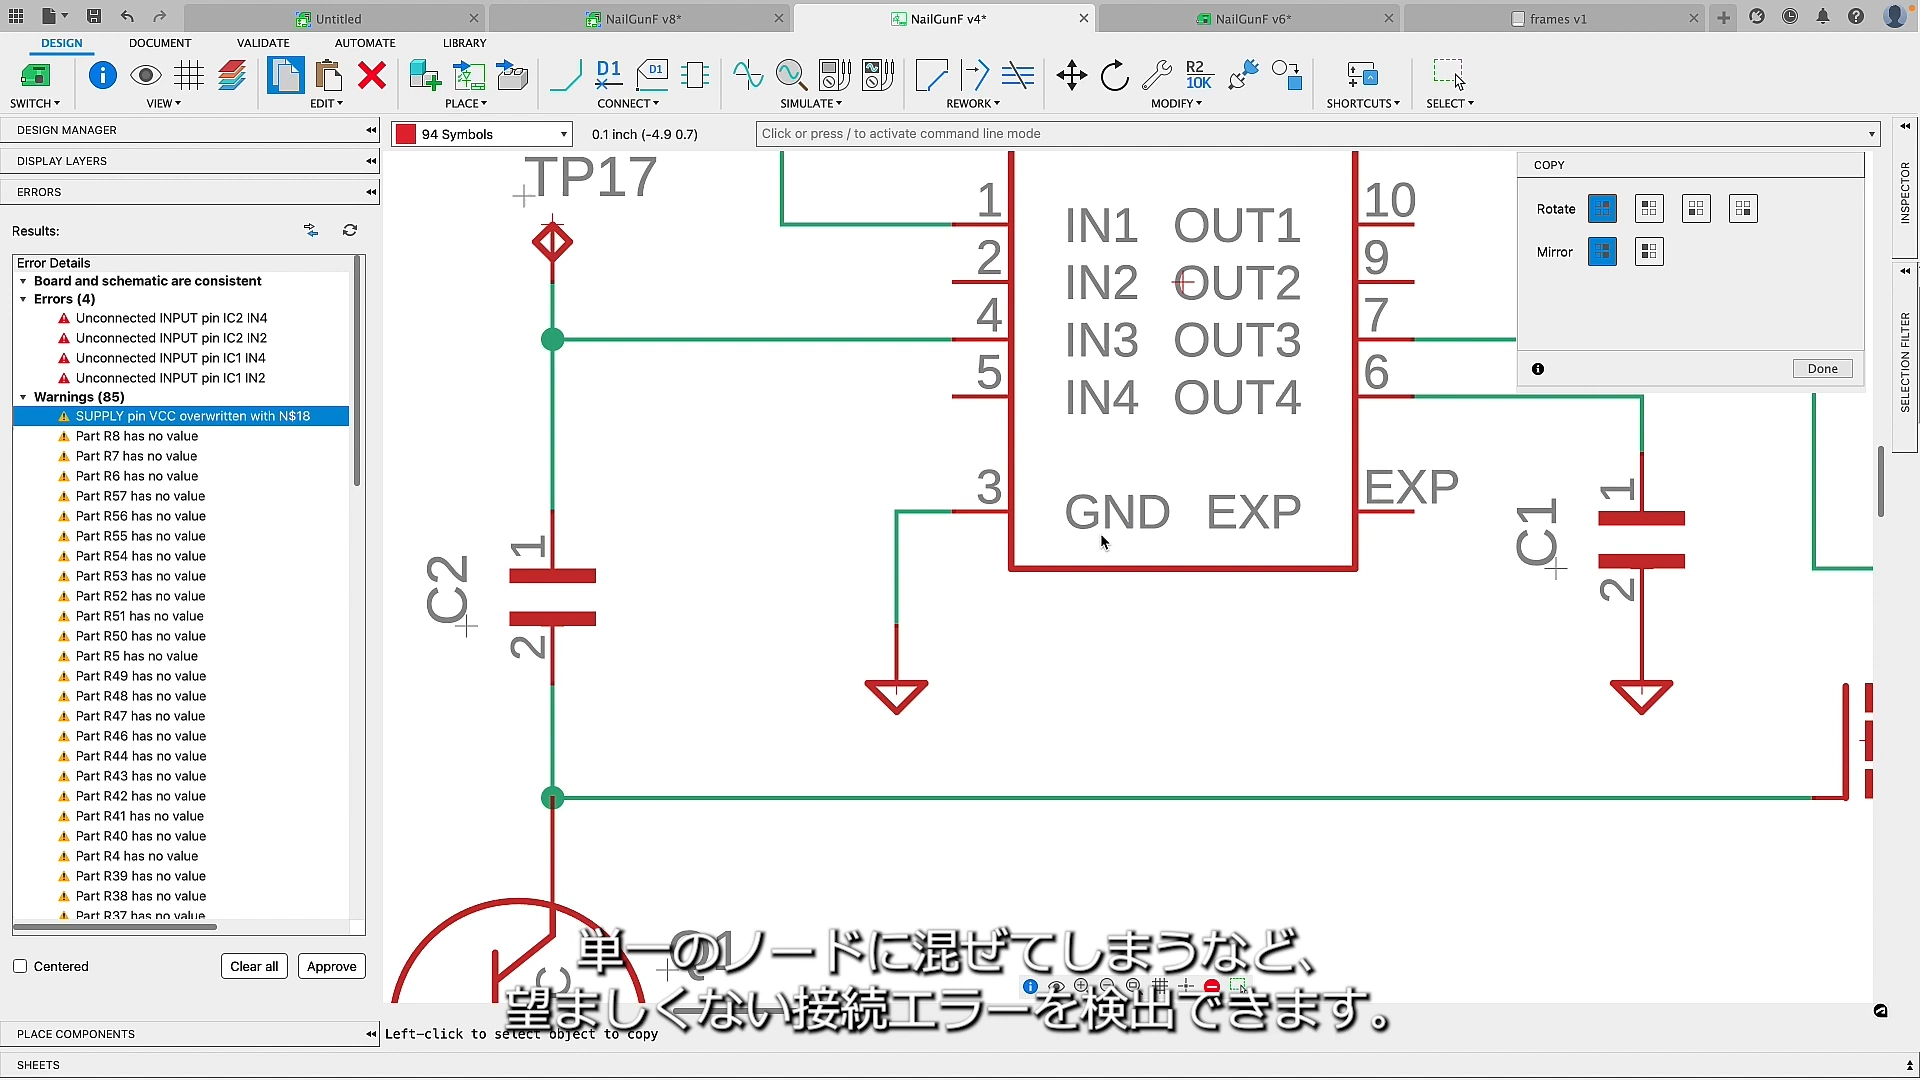 Untitled
NailGunF v8*
NailGunF v4*
NailGunF v6*
frames v1
DESIGN
DOCUMENT
VALIDATE
AUTOMATE
LIBRARY
D1
D1
R2
10K
SWITCH
VIEW
EDIT
PLACE
CONNECT
SIMULATE
REWORK
MODIFY
SHORTCUTS
SELECT
DESIGN MANAGER
94 Symbols
0.1 inch (-4.9 0.7)
Click or press / to activate command line mode
DISPLAY LAYERS
ERRORS
Results:
Error Details
Board and schematic are consistent
Errors (4)
Unconnected INPUT pin IC2 IN4
Unconnected INPUT pin IC2 IN2
Unconnected INPUT pin IC1 IN4
Unconnected INPUT pin IC1 IN2
Warnings (85)
SUPPLY pin VCC overwritten with N$18
Part R8 has no value
Part R7 has no value
Part R6 has no value
Part R57 has no value
Part R56 has no value
Part R55 has no value
Part R54 has no value
Part R53 has no value
Part R52 has no value
Part R51 has no value
Part R50 has no value
Part R5 has no value
Part R49 has no value
Part R48 has no value
Part R47 has no value
Part R46 has no value
Part R44 has no value
Part R43 has no value
Part R42 has no value
Part R41 has no value
Part R40 has no value
Part R4 has no value
Part R39 has no value
Part R38 has no value
Part R37 has no value
Centered
Clear all
Approve
PLACE COMPONENTS
SHEETS
TP17
1
IN1
OUT1
10
2
IN2
OUT2
9
4
IN3
OUT3
7
5
IN4
OUT4
6
3
GND
EXP
EXP
C2
1
2
C1
1
2
Q1
C
COPY
Rotate
Mirror
Done
INSPECTOR
SELECTION FILTER
単一のノードに混ぜてしまうなど、
望ましくない接続エラーを検出できます。
Left-click to select object to copy